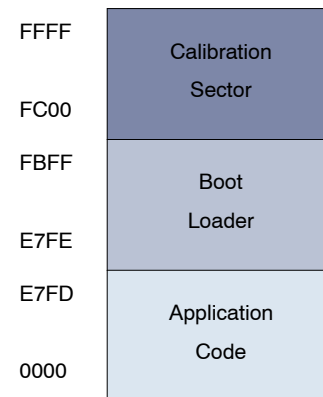 FFFF
Calibration
Sector
FC00
FBFF
Boot
Loader
E7FE
E7FD
Application
Code
0000